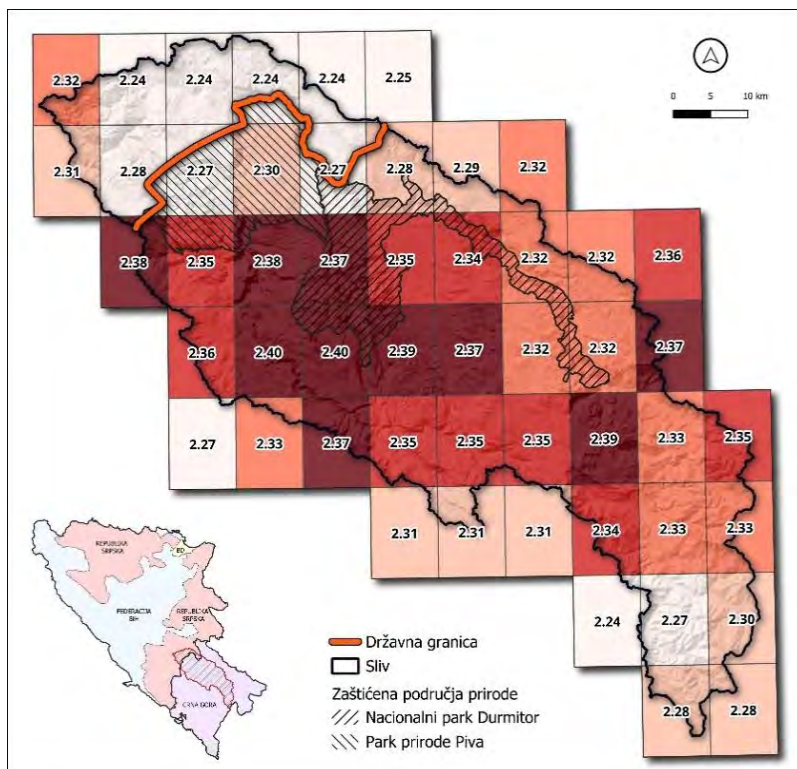 2.32 2.24 2.24 2.24 2.24 2.25
0 5 10 km
2.31 2.28 2.27 2.30 2.27 2.28 2.29 2.32
2.38 2.35 2.38 2.37 2.35 2.34 2.32 2.32 2.36
2.36 2.40 2.40 2.39 2.37 2.32 2.32 2.37
2.27 2.33 2.37 2.35 2.35 2.35 2.39 2.33 2.35
2.31 2.31 2.31 2.34 2.33 2.33
2.24 2.27 2.30
2.28 2.28
REPUBLIKA
SRPSKA
BD
FEDERACIJA
BIH
REPUBLIKA
SRPSKA
CRNA GORA
Državna granica
Sliv
Zaštićena područja prirode
Nacionalni park Durmitor
Park prirode Piva